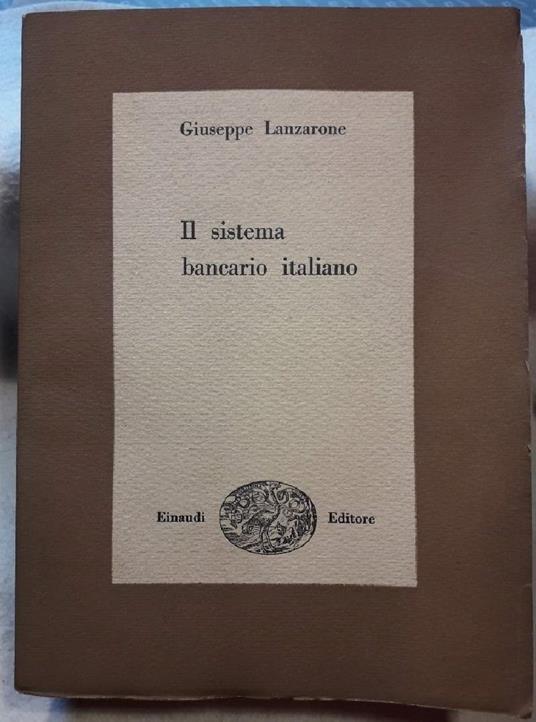 Giuseppe Lanzarone
Il sistema
bancario italiano
Einaudi Editore